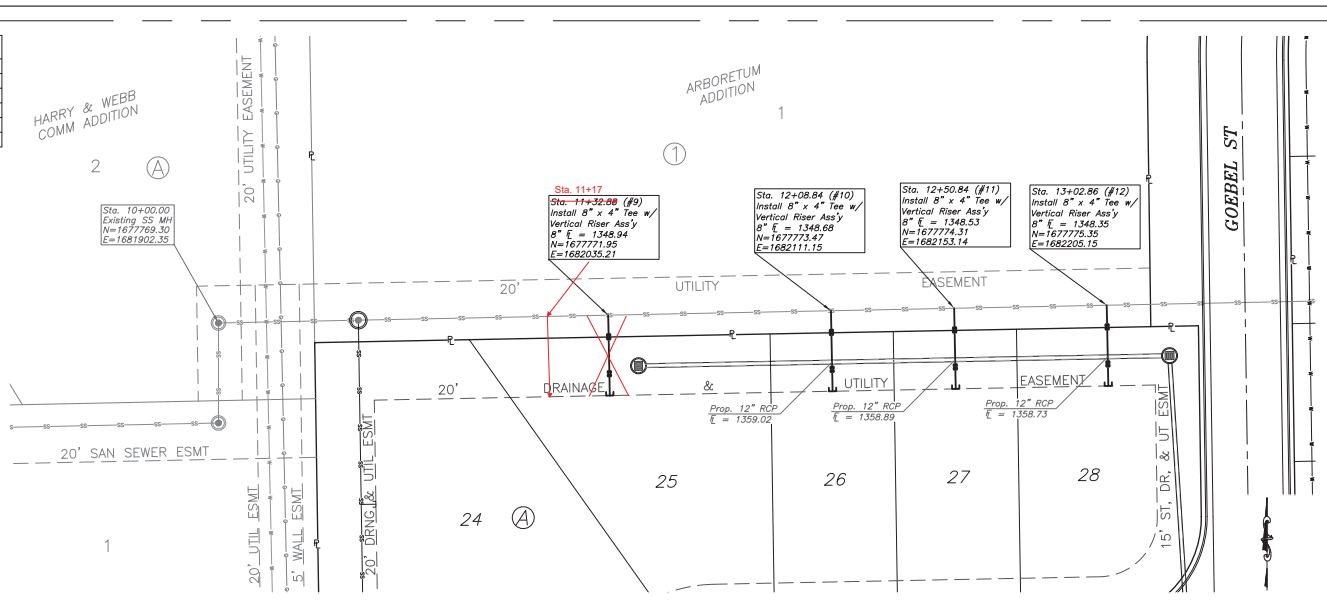 HARRY & WEBB
COMM ADDITION
2
A
20' UTILITY EASEMENT
ARBORETUM
ADDITION
1
1
GOEBEL ST
Sta. 10+00.00
Existing SS MH
N=1677769.30
E=1681902.35
Sta. 11+17
Sta. 11+32.88 (#9)
Install 8" x 4" Tee w/
Vertical Riser Ass'y
8" ℄ = 1348.94
N=1677771.95
E=1682035.21
Sta. 12+08.84 (#10)
Install 8" x 4" Tee w/
Vertical Riser Ass'y
8" ℄ = 1348.68
N=1677773.47
E=1682111.15
Sta. 12+50.84 (#11)
Install 8" x 4" Tee w/
Vertical Riser Ass'y
8" ℄ = 1348.53
N=1677774.31
E=1682153.14
Sta. 13+02.86 (#12)
Install 8" x 4" Tee w/
Vertical Riser Ass'y
8" ℄ = 1348.35
N=1677775.35
E=1682205.15
20' UTILITY EASEMENT
20' DRAINAGE & UTILITY EASEMENT
Prop. 12" RCP
℄ = 1359.02
Prop. 12" RCP
℄ = 1358.89
Prop. 12" RCP
℄ = 1358.73
20' SAN SEWER ESMT
1
20' UTIL ESMT
5' WALL ESMT
20' DRNG, & UTIL ESMT
24
A
25
26
27
28
15' ST, DR, & UT ESMT